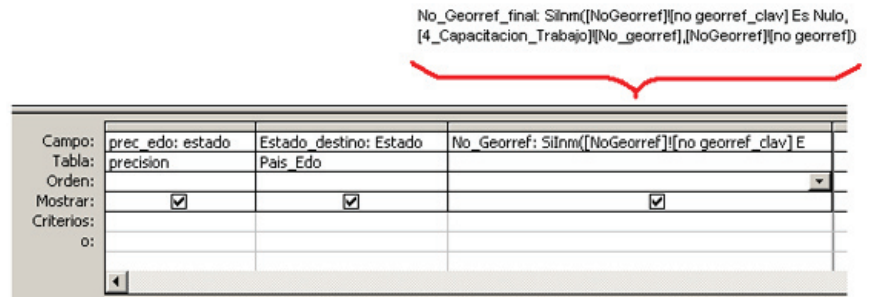 No_Georref_final: SiInm([NoGeorref]![no georref_clav] Es Nulo,
[4_Capacitacion_Trabajo]![No_georref],[NoGeorref]![no georref])
Campo: prec_edo: estado Estado_destino: Estado No_Georref: SiInm([NoGeorref]![no georref_clav] E
Tabla: precision Pais_Edo
Orden:
Mostrar:
Criterios:
o: